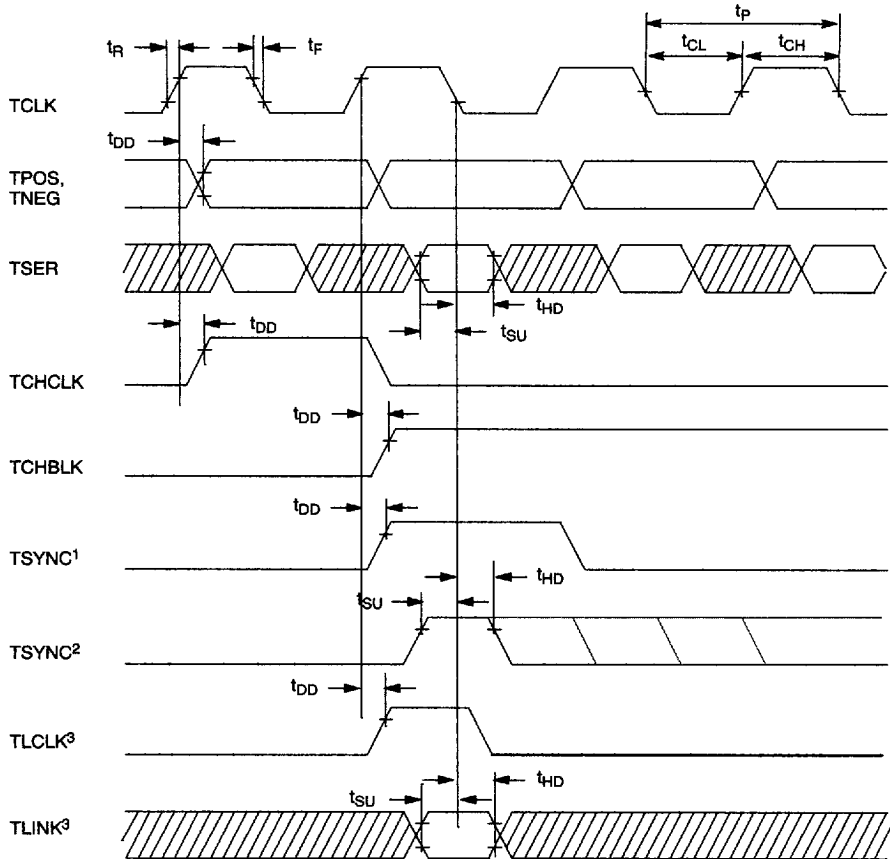 tP
tR
tF
tCL
tCH
TCLK
tDD
TPOS,
TNEG
TSER
tHD
tSU
tDD
TCHCLK
tDD
TCHBLK
tDD
TSYNC¹
tHD
tSU
TSYNC²
tDD
TLCLK³
tHD
tSU
TLINK³